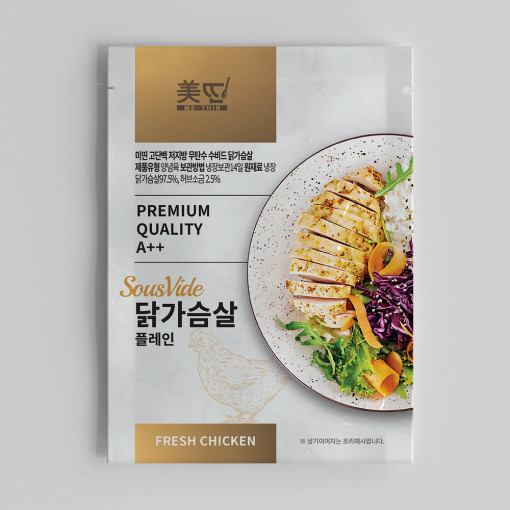 美띤
ME·THIN
미띤 고단백 저지방 무탄수 수비드 닭가슴살
제품유형 양념육 보관방법 냉장보관14일 원재료 냉장
닭가슴살97.5%, 허브소금 2.5%
PREMIUM
QUALITY
A++
SousVide
닭가슴살
플레인
FRESH CHICKEN
※ 상기이미지는 조리예시입니다.